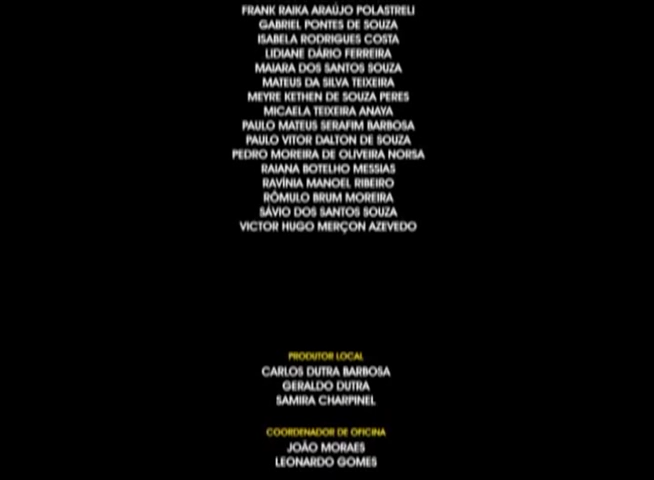 FRANK RAIKA ARAÚJO POLASTRELI
GABRIEL PONTES DE SOUZA
ISABELA RODRIGUES COSTA
LIDIANE DÁRIO FERREIRA
MAIARA DOS SANTOS SOUZA
MATEUS DA SILVA TEIXEIRA
MEYRE KETHEN DE SOUZA PERES
MICAELA TEIXEIRA ANAYA
PAULO MATEUS SERAFIM BARBOSA
PAULO VITOR DALTON DE SOUZA
PEDRO MOREIRA DE OLIVEIRA NORSA
RAIANA BOTELHO MESSIAS
RAVÍNIA MANOEL RIBEIRO
RÔMULO BRUM MOREIRA
SÁVIO DOS SANTOS SOUZA
VICTOR HUGO MERÇON AZEVEDO
PRODUTOR LOCAL
CARLOS DUTRA BARBOSA
GERALDO DUTRA
SAMIRA CHARPINEL
COORDENADOR DE OFICINA
JOÃO MORAES
LEONARDO GOMES